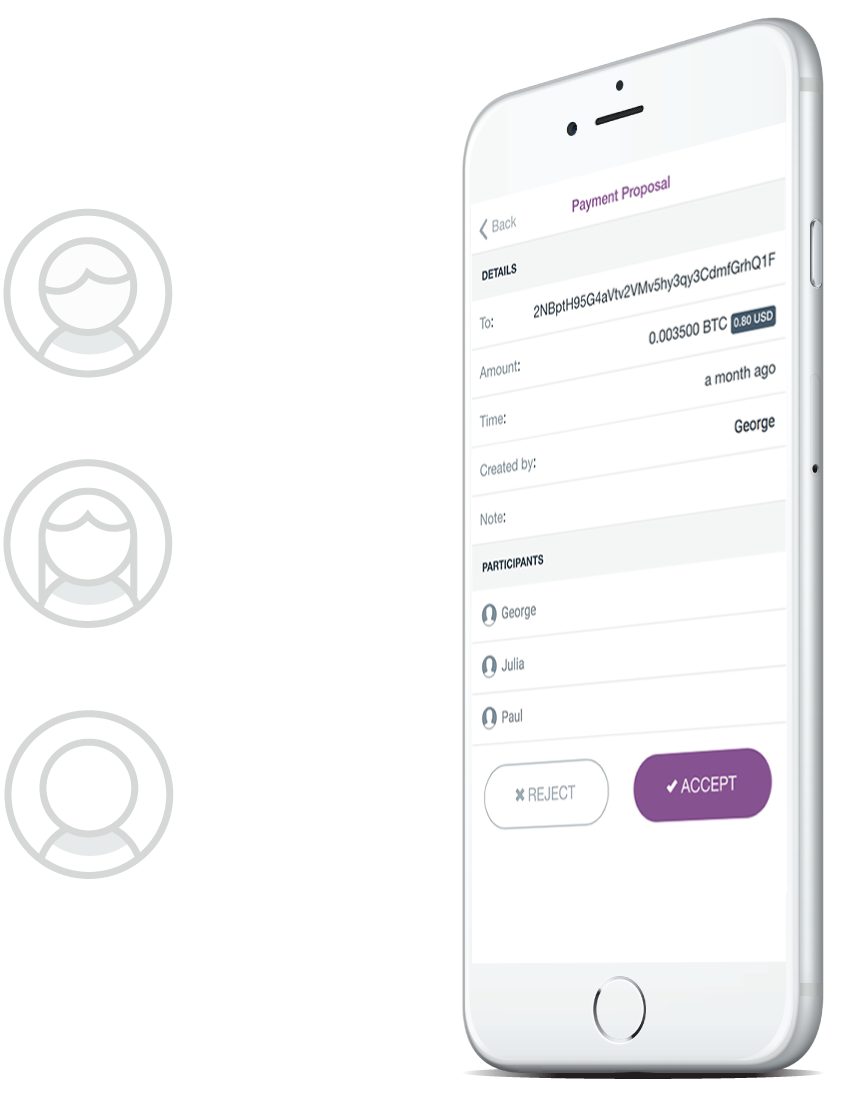 Back Payment Proposal
DETAILS
To: 2NBptH95G4aVtv2VMv5hy3qy3CdmfGrhQ1F
Amount: 0.003500 BTC 0.80 USD
Time: a month ago
Created by: George
Note:
PARTICIPANTS
George
Julia
Paul
REJECT ACCEPT